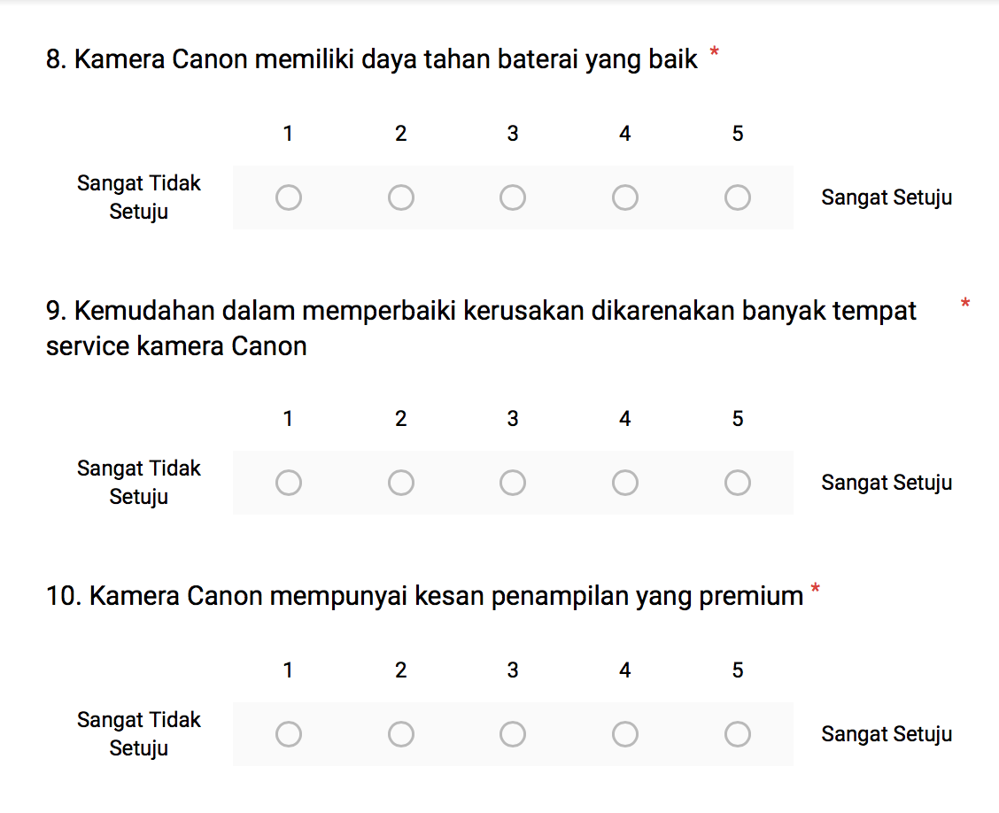 8. Kamera Canon memiliki daya tahan baterai yang baik *
1 2 3 4 5
Sangat Tidak
Setuju
Sangat Setuju
9. Kemudahan dalam memperbaiki kerusakan dikarenakan banyak tempat *
service kamera Canon
1 2 3 4 5
Sangat Tidak
Setuju
Sangat Setuju
10. Kamera Canon mempunyai kesan penampilan yang premium *
1 2 3 4 5
Sangat Tidak
Setuju
Sangat Setuju